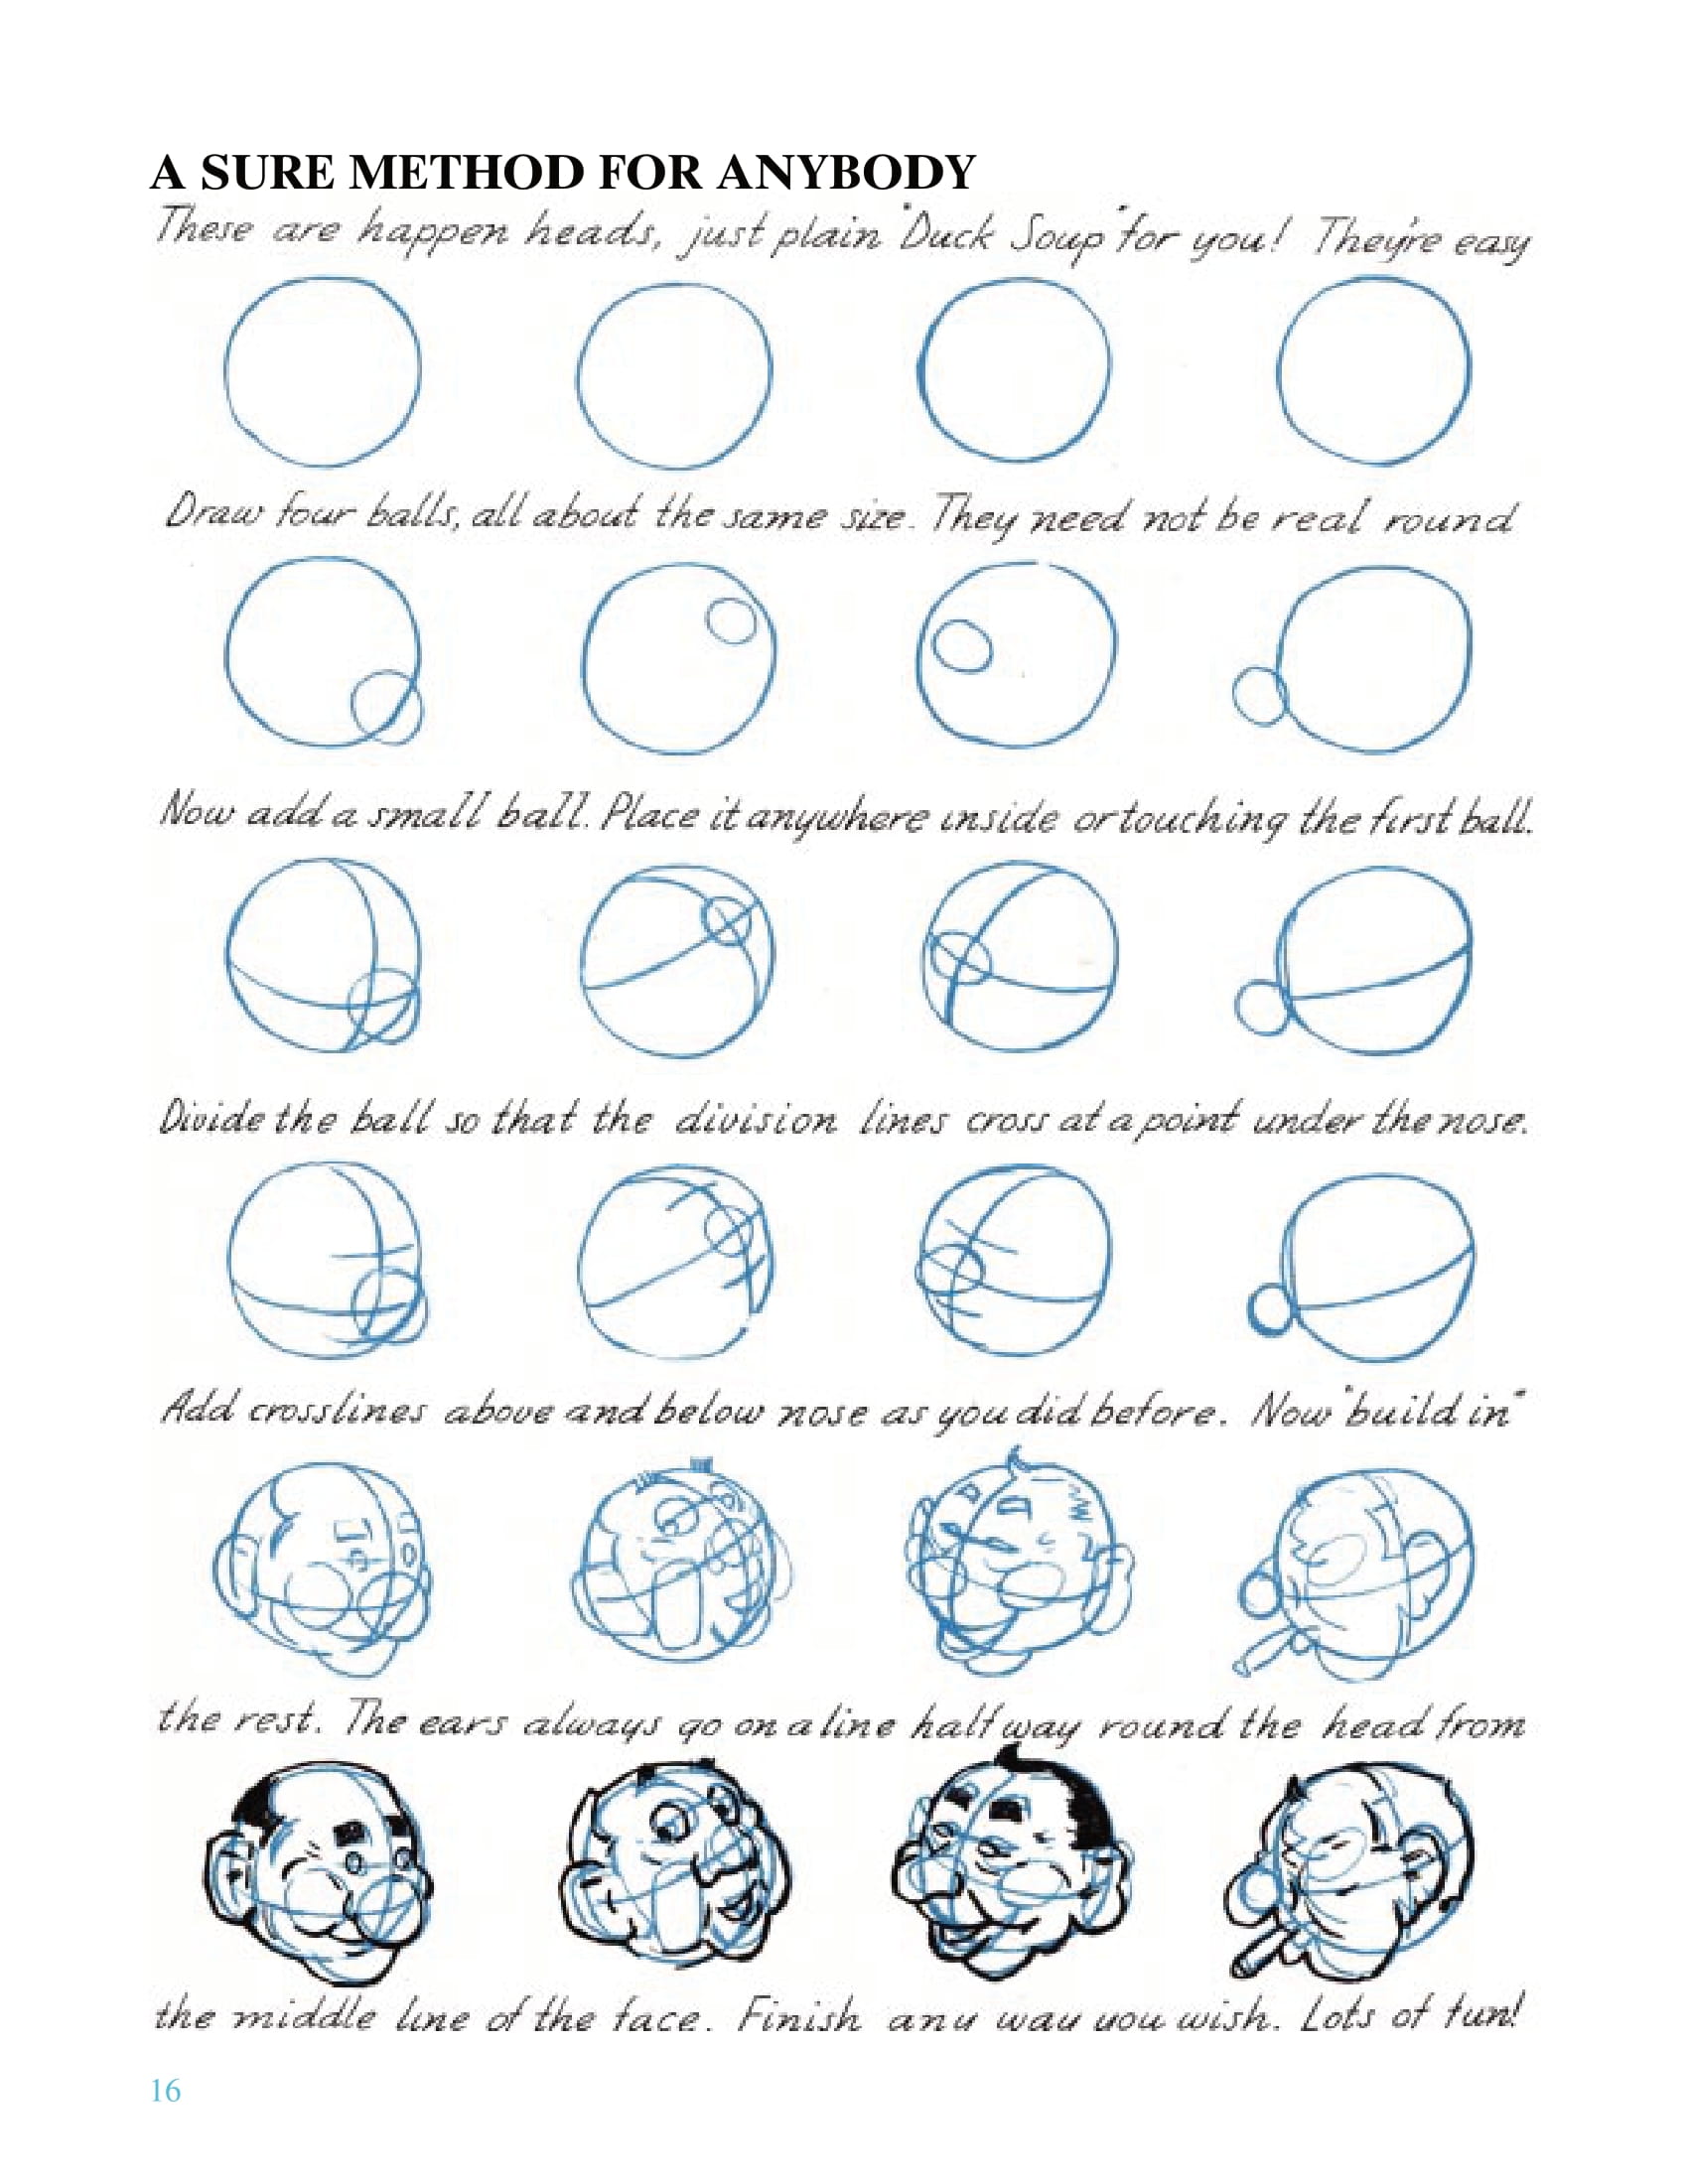 A SURE METHOD FOR ANYBODY
These are happen heads, just plain "Duck Soup" for you! They're easy
Draw four balls, all about the same size. They need not be real round
Now add a small ball. Place it anywhere inside or touching the first ball.
Divide the ball so that the division lines cross at a point under the nose.
Add crosslines above and below nose as you did before. Now "build in"
the rest. The ears always go on a line halfway round the head from
the middle line of the face. Finish any way you wish. Lots of fun!
16